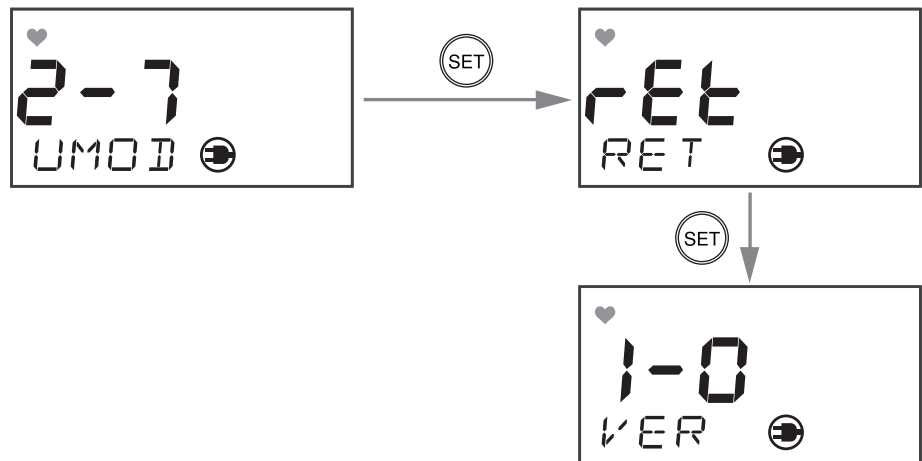 2-7
UMOD
SET
rEt
RET
SET
1-0
VER